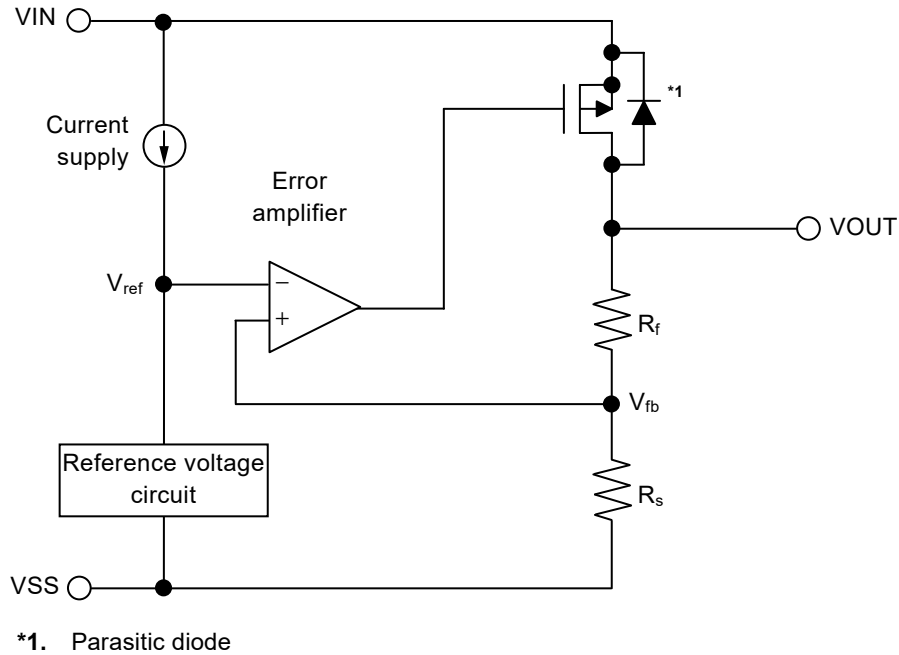 VIN
*1
Current
supply
Error
amplifier
VOUT
Vref
−
+
Rf
Vfb
Reference voltage
circuit
Rs
VSS
*1. Parasitic diode